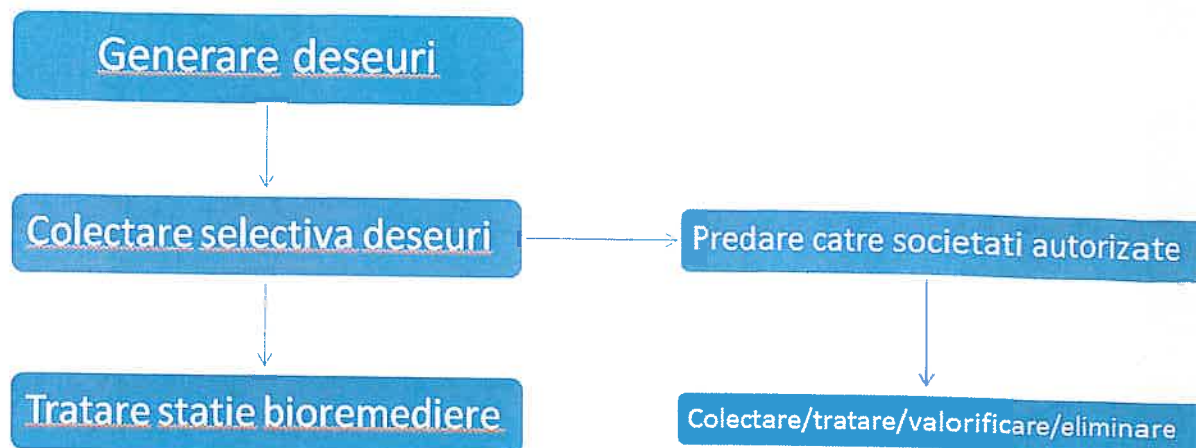 Generare deseuri
Colectare selectiva deseuri
Predare catre societati autorizate
Tratare statie bioremediere
Colectare/tratare/valorificare/eliminare